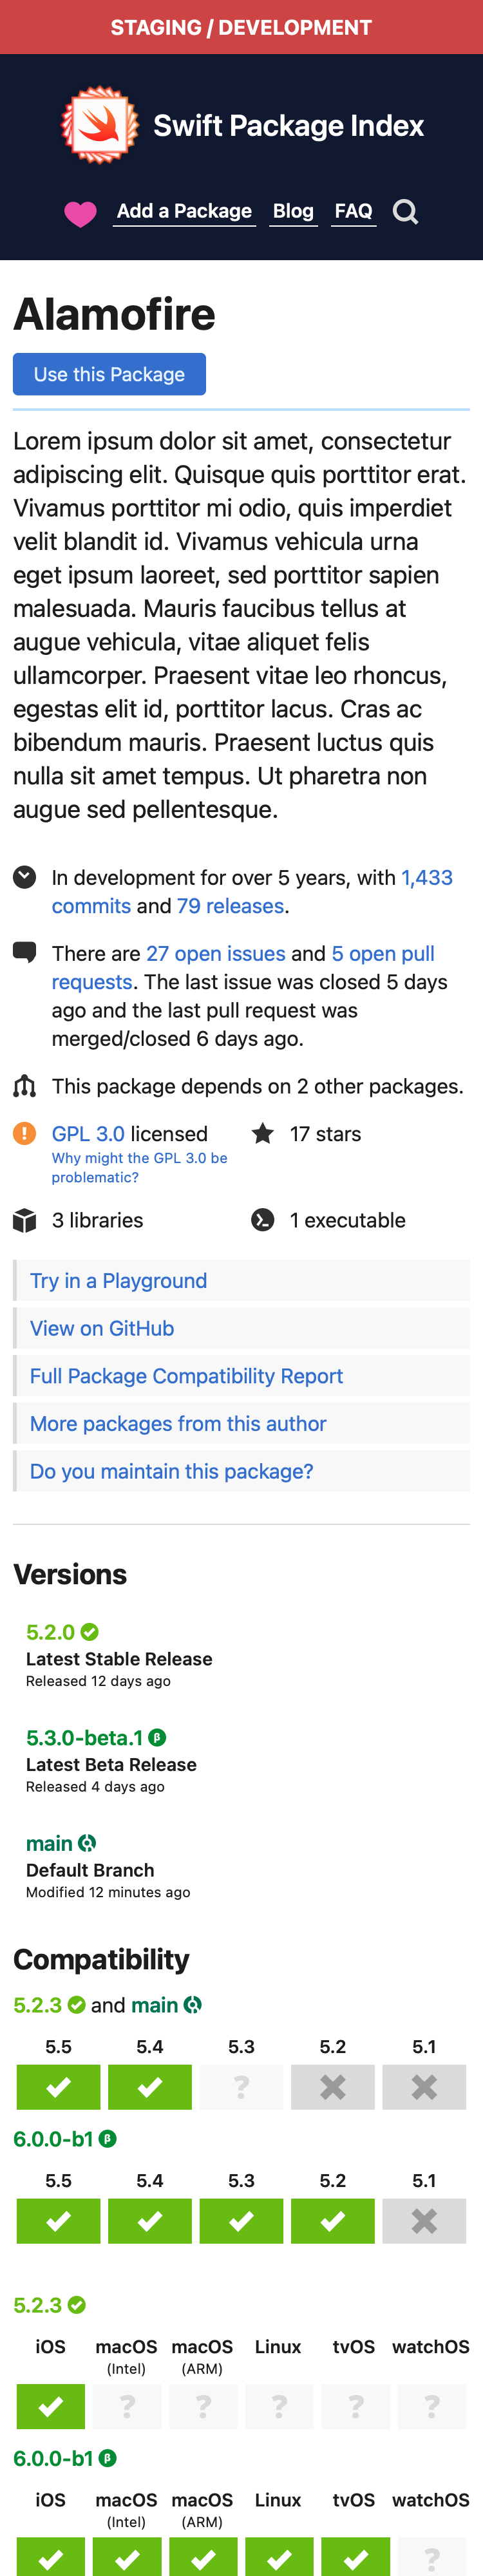 STAGING / DEVELOPMENT
Swift Package Index
Add a Package Blog FAQ
Alamofire
Use this Package
Lorem ipsum dolor sit amet, consectetur
adipiscing elit. Quisque quis porttitor erat.
Vivamus porttitor mi odio, quis imperdiet
velit blandit id. Vivamus vehicula urna
eget ipsum laoreet, sed porttitor sapien
malesuada. Mauris faucibus tellus at
augue vehicula, vitae aliquet felis
ullamcorper. Praesent vitae leo rhoncus,
egestas elit id, porttitor lacus. Cras ac
bibendum mauris. Praesent luctus quis
nulla sit amet tempus. Ut pharetra non
augue sed pellentesque.
In development for over 5 years, with 1,433
commits and 79 releases.
There are 27 open issues and 5 open pull
requests. The last issue was closed 5 days
ago and the last pull request was
merged/closed 6 days ago.
This package depends on 2 other packages.
GPL 3.0 licensed 17 stars
Why might the GPL 3.0 be
problematic?
3 libraries 1 executable
Try in a Playground
View on GitHub
Full Package Compatibility Report
More packages from this author
Do you maintain this package?
Versions
5.2.0
Latest Stable Release
Released 12 days ago
5.3.0-beta.1 β
Latest Beta Release
Released 4 days ago
main
Default Branch
Modified 12 minutes ago
Compatibility
5.2.3 and main
5.5 5.4 5.3 5.2 5.1
?
6.0.0-b1 β
5.5 5.4 5.3 5.2 5.1
5.2.3
iOS macOS macOS Linux tvOS watchOS
(Intel) (ARM)
? ? ? ? ?
6.0.0-b1 β
iOS macOS macOS Linux tvOS watchOS
(Intel) (ARM)
?